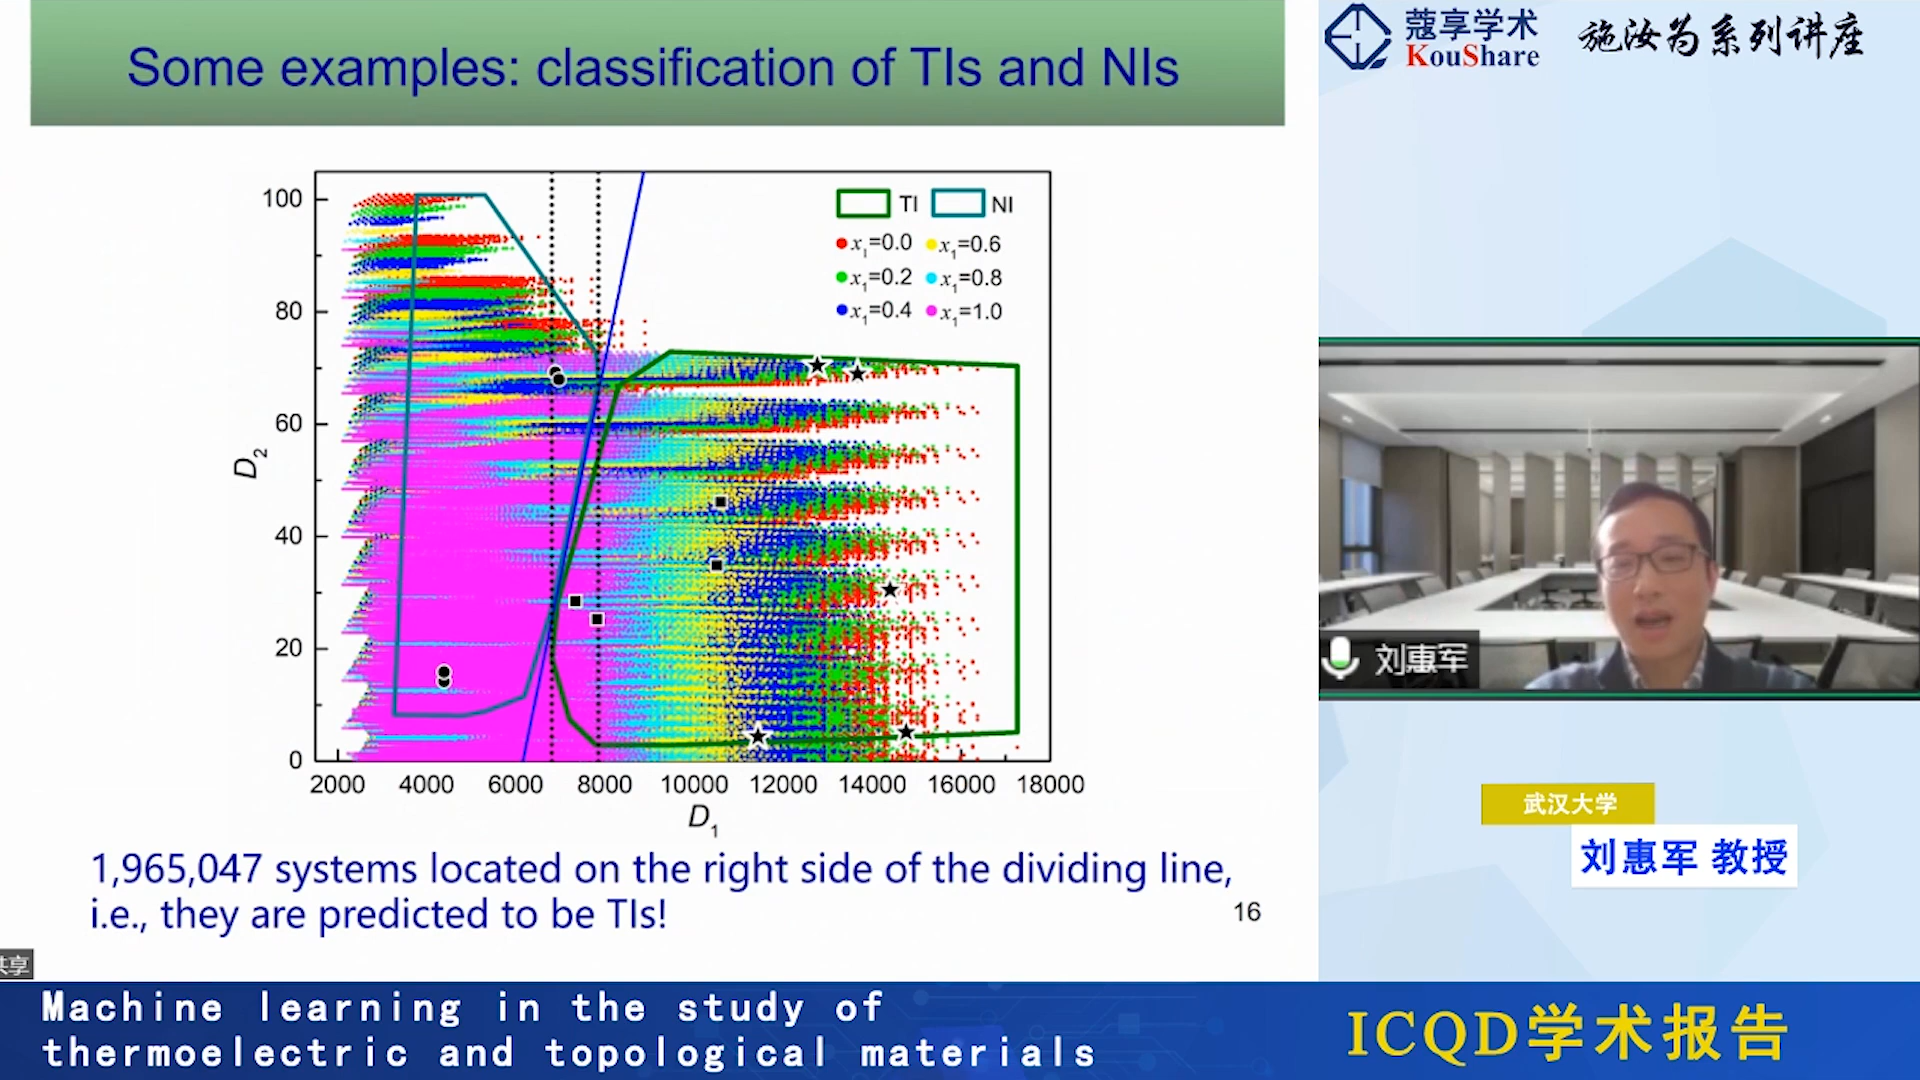 Some examples: classification of TIs and NIs
蔻享学术
KouShare
施汝为系列讲座
TI NI
x1=0.0 x1=0.6
x1=0.2 x1=0.8
x1=0.4 x1=1.0
100
80
60
40
20
0
D2
2000 4000 6000 8000 10000 12000 14000 16000 18000
D1
1,965,047 systems located on the right side of the dividing line,
i.e., they are predicted to be TIs!
16
刘惠军
武汉大学
刘惠军 教授
共享
Machine learning in the study of
thermoelectric and topological materials
ICQD学术报告